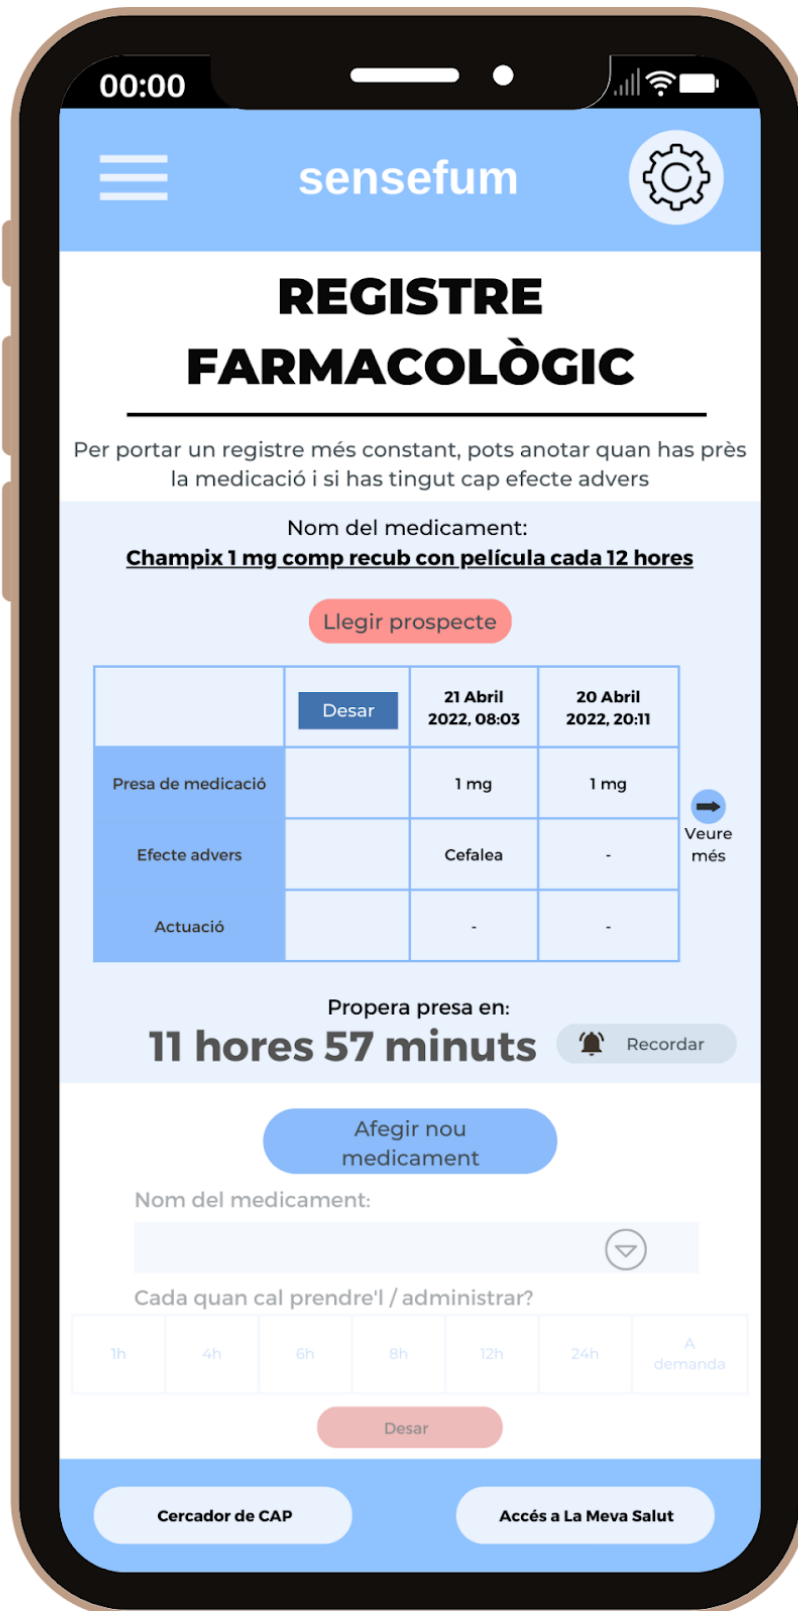 00:00
sensefum
REGISTRE
FARMACOLÒGIC
Per portar un registre més constant, pots anotar quan has près
la medicació i si has tingut cap efecte advers
Nom del medicament:
Champix 1 mg comp recub con película cada 12 hores
Llegir prospecte
Desar
21 Abril
2022, 08:03
20 Abril
2022, 20:11
Presa de medicació
1 mg
1 mg
Efecte advers
Cefalea
-
Actuació
-
-
Veure
més
Propera presa en:
11 hores 57 minuts
Recordar
Afegir nou
medicament
Nom del medicament:
Cada quan cal prendre'l / administrar?
1h
4h
6h
8h
12h
24h
A
demanda
Desar
Cercador de CAP
Accés a La Meva Salut